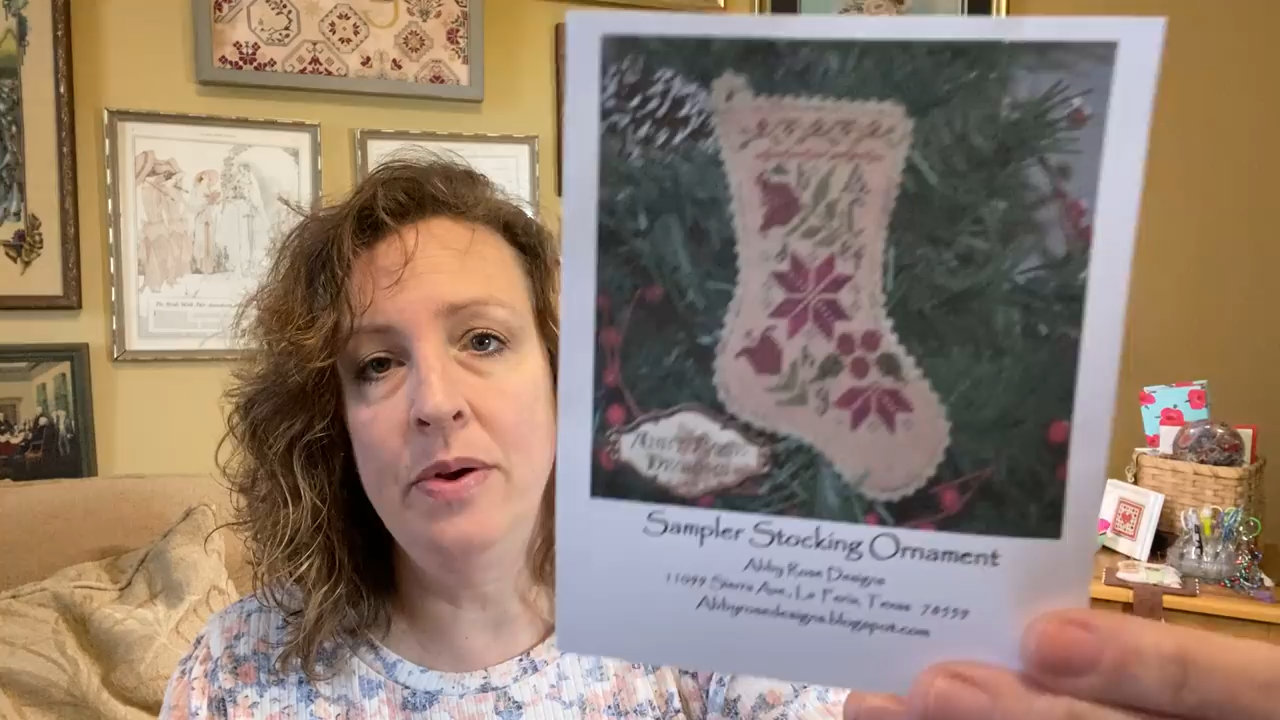 Sampler Stocking Ornament
Abby Rose Designs
11099 Sierra Ave., La Feria, Texas 78559
Abbyrosedesigns.blogspot.com